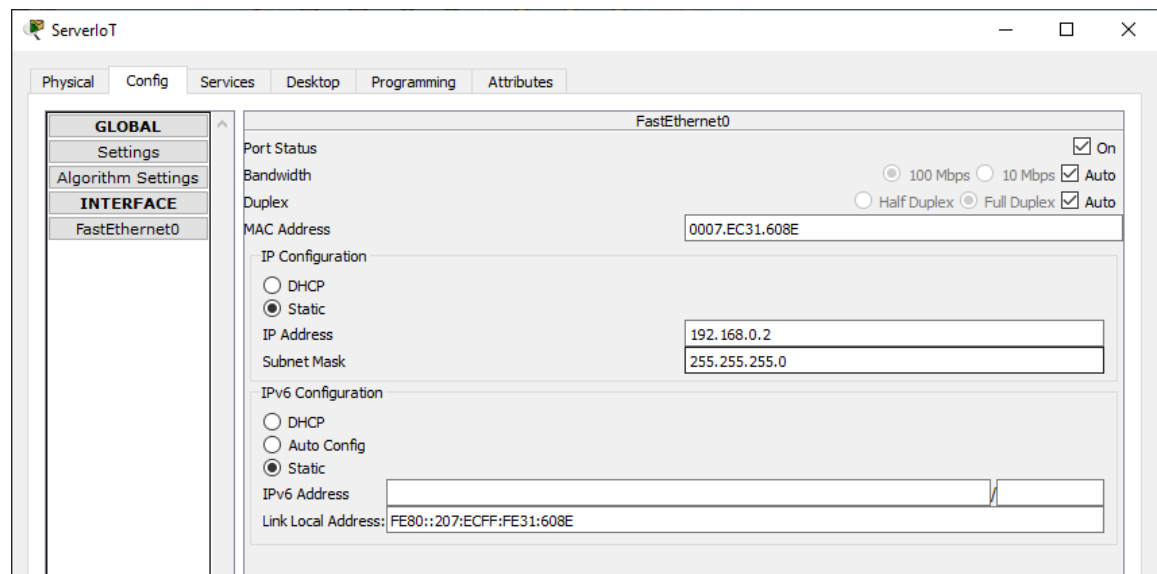 ServerIoT
Physical Config Services Desktop Programming Attributes
GLOBAL
Settings
Algorithm Settings
INTERFACE
FastEthernet0
FastEthernet0
Port Status On
Bandwidth 100 Mbps 10 Mbps Auto
Duplex Half Duplex Full Duplex Auto
MAC Address 0007.EC31.608E
IP Configuration
DHCP
Static
IP Address 192.168.0.2
Subnet Mask 255.255.255.0
IPv6 Configuration
DHCP
Auto Config
Static
IPv6 Address /
Link Local Address: FE80::207:ECFF:FE31:608E